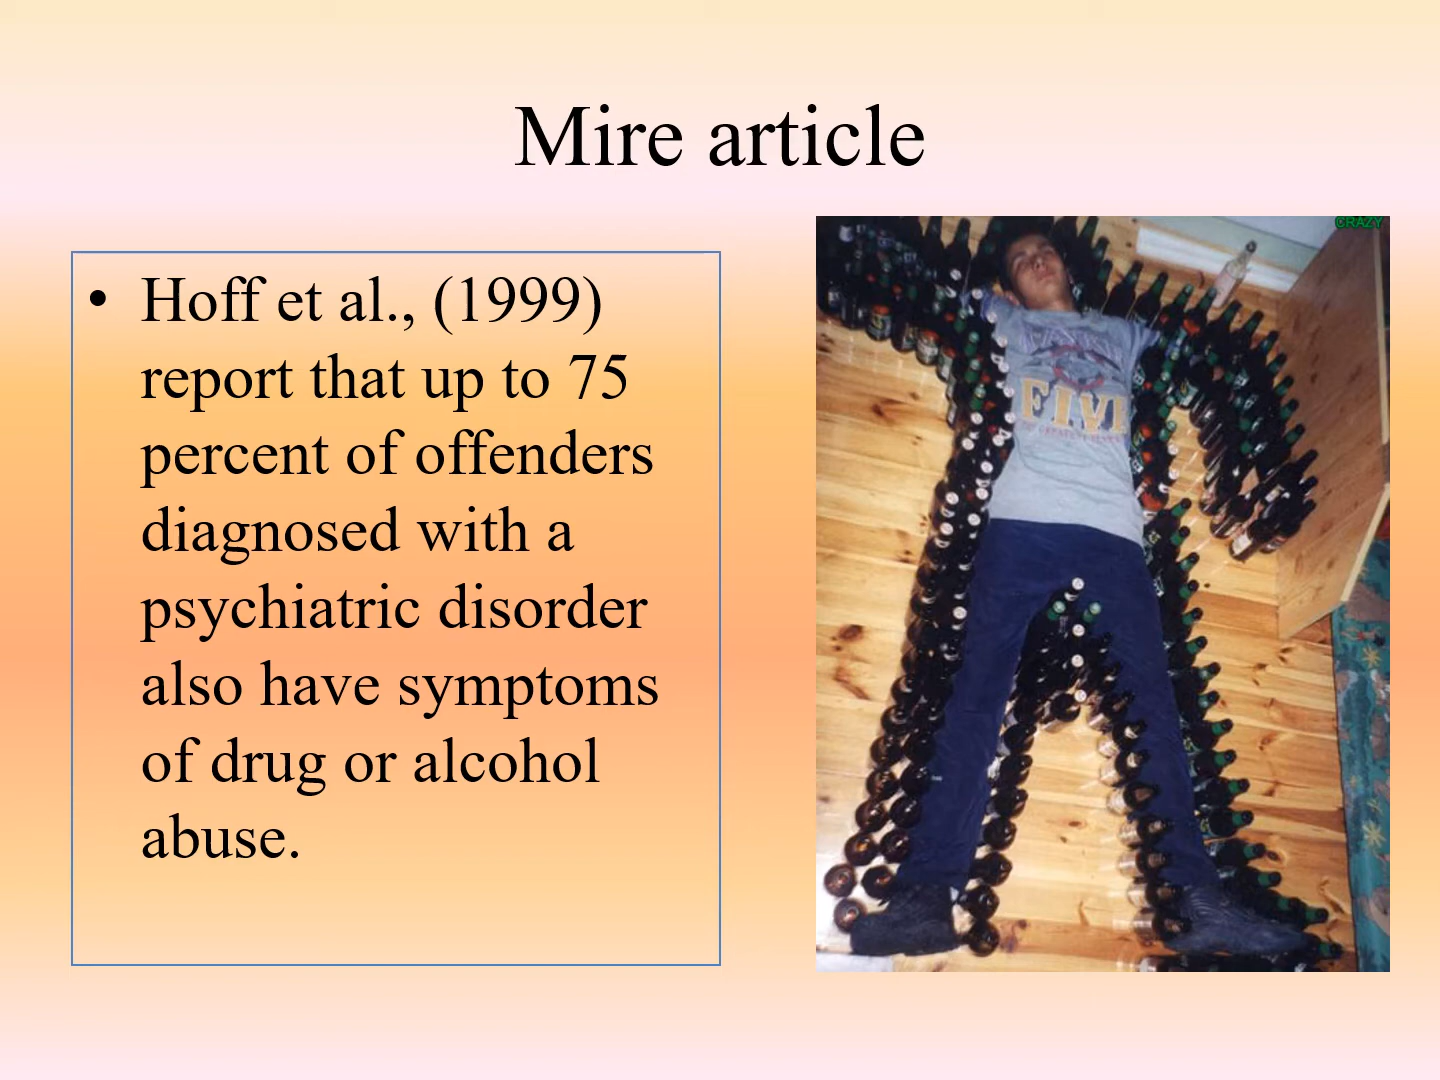 Mire article
• Hoff et al., (1999)
report that up to 75
percent of offenders
diagnosed with a
psychiatric disorder
also have symptoms
of drug or alcohol
abuse.
CRAZY
FIVE